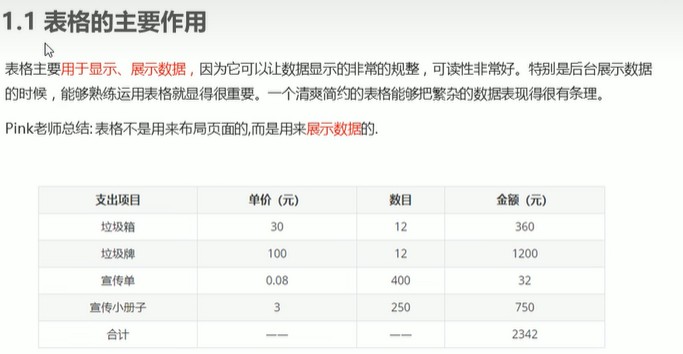 1.1 表格的主要作用
表格主要用于显示、展示数据，因为它可以让数据显示的非常的规整，可读性非常好。特别是后台展示数据
的时候，能够熟练运用表格就显得很重要。一个清爽简约的表格能够把繁杂的数据表现得很有条理。
Pink老师总结: 表格不是用来布局页面的,而是用来展示数据的.
支出项目 单价（元） 数目 金额（元）
垃圾箱 30 12 360
垃圾牌 100 12 1200
宣传单 0.08 400 32
宣传小册子 3 250 750
合计 —— —— 2342